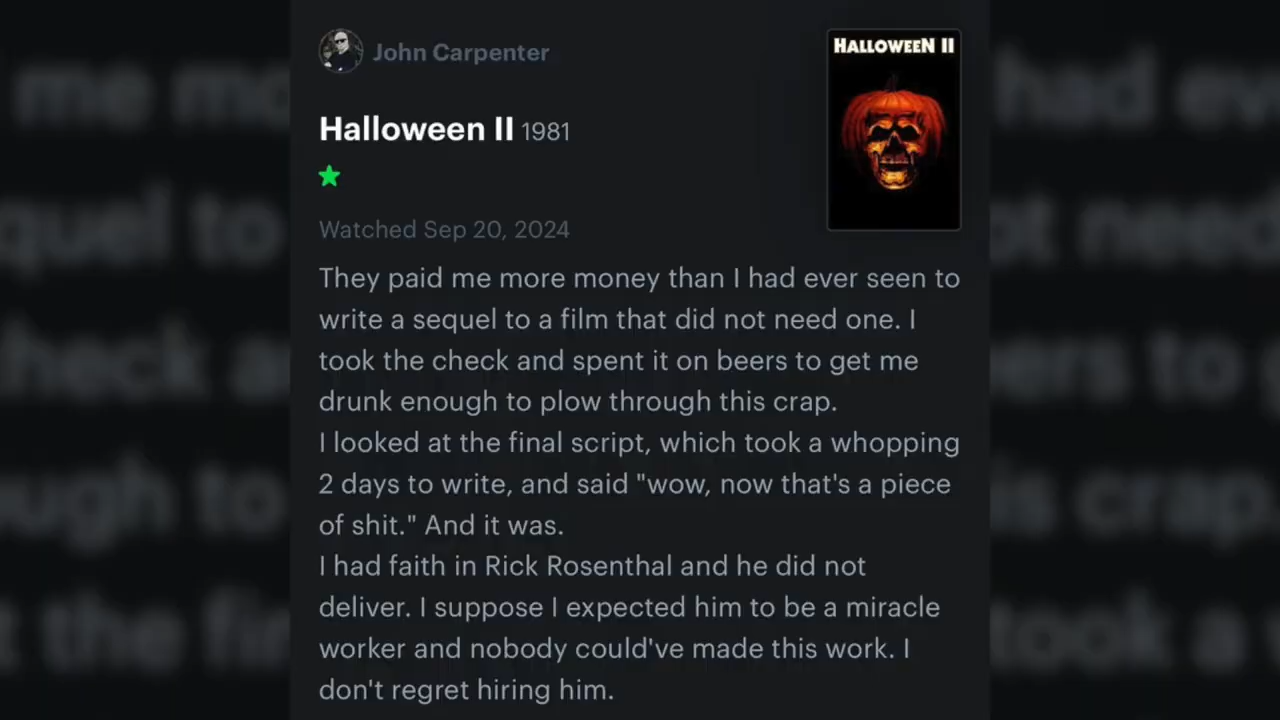 John Carpenter
HALLOWEEN II
Halloween II 1981
Watched Sep 20, 2024
They paid me more money than I had ever seen to
write a sequel to a film that did not need one. I
took the check and spent it on beers to get me
drunk enough to plow through this crap.
I looked at the final script, which took a whopping
2 days to write, and said "wow, now that's a piece
of shit." And it was.
I had faith in Rick Rosenthal and he did not
deliver. I suppose I expected him to be a miracle
worker and nobody could've made this work. I
don't regret hiring him.